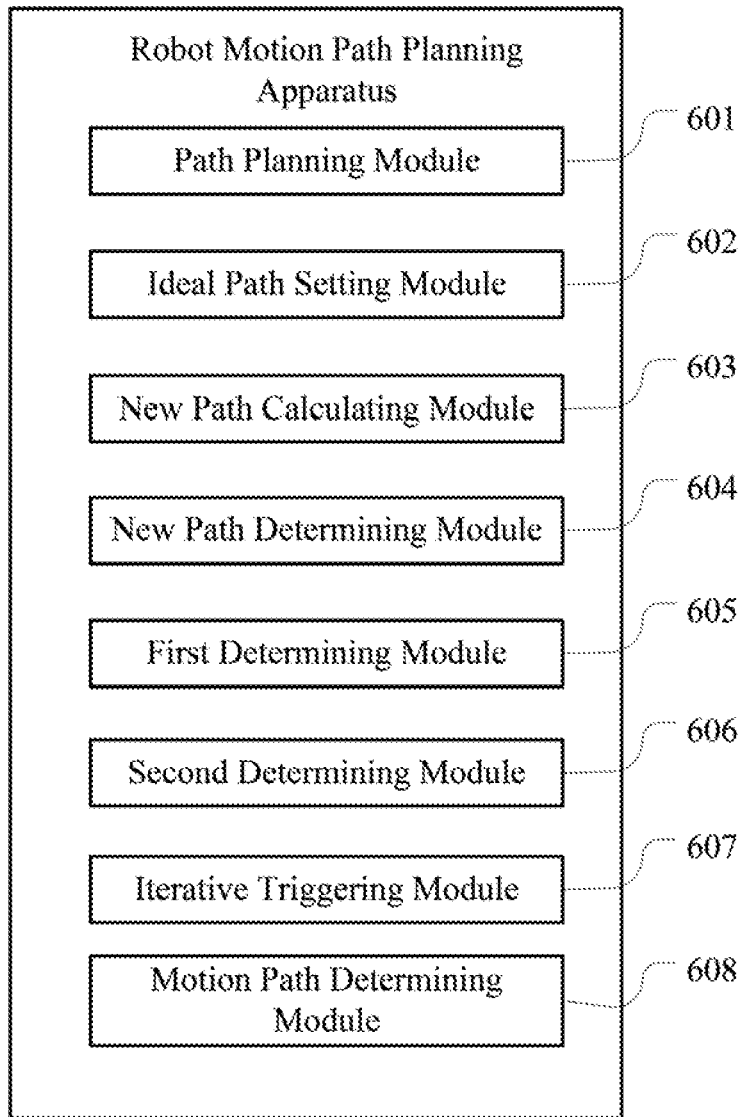 Robot Motion Path Planning
Apparatus
Path Planning Module
601
Ideal Path Setting Module
602
New Path Calculating Module
603
New Path Determining Module
604
First Determining Module
605
Second Determining Module
606
Iterative Triggering Module
607
Motion Path Determining
Module
608